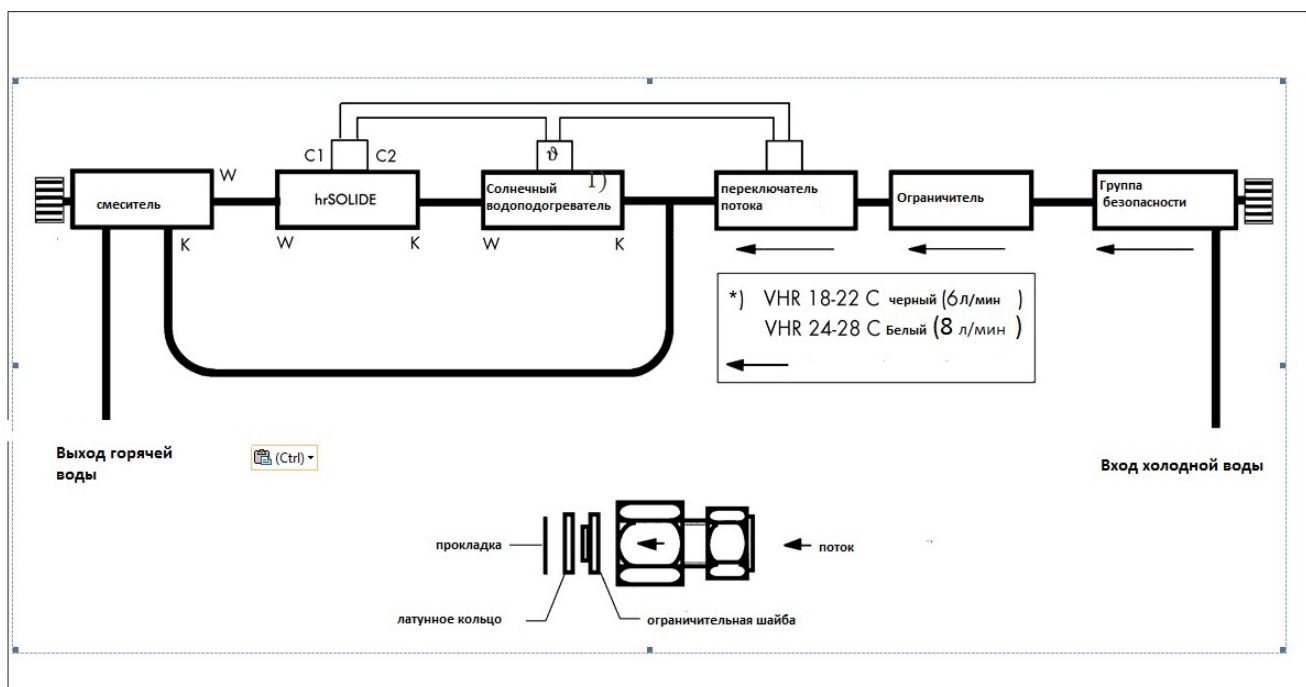 C1
C2
ϑ
1)
W
смеситель
hrSOLIDE
Солнечный
водоподогреватель
переключатель
потока
Ограничитель
Группа
безопасности
K
W
K
W
K
*) VHR 18-22 C черный (6 л/мин )
VHR 24-28 C Белый (8 л/мин )
Выход горячей
воды
(Ctrl)
Вход холодной воды
прокладка
поток
латунное кольцо
ограничительная шайба